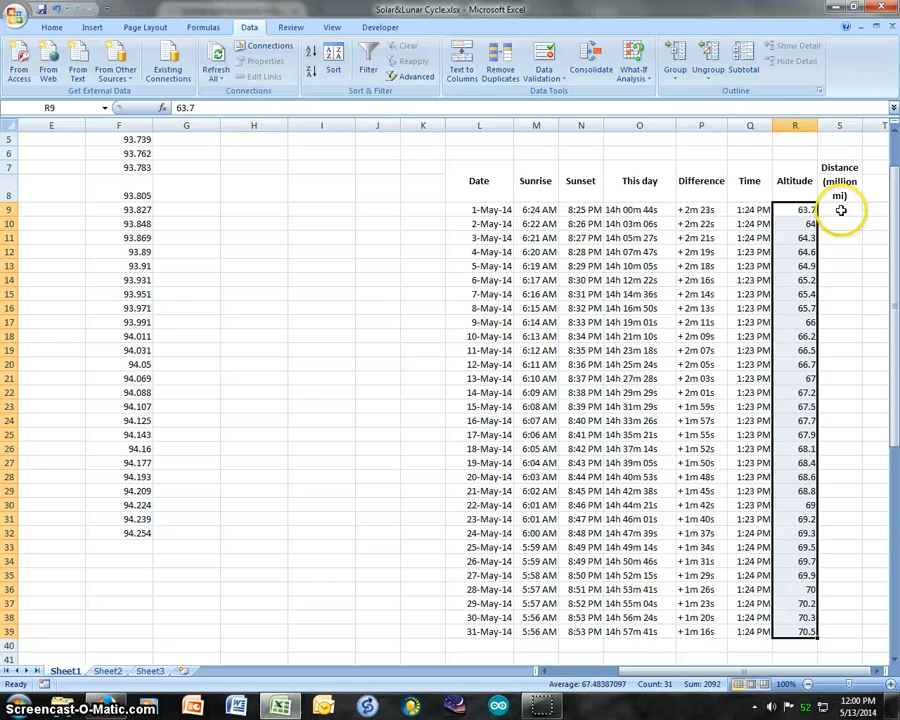 Solar&Lunar Cycle.xlsx - Microsoft Excel
Home Insert Page Layout Formulas Data Review View Developer
From Access From Web From Text From Other Sources Existing Connections Refresh All Connections Properties Edit Links Sort Filter Clear Reapply Advanced Text to Columns Remove Duplicates Data Validation Consolidate What-If Analysis Group Ungroup Subtotal Show Detail Hide Detail
Get External Data Connections Sort & Filter Data Tools Outline
R9 fx 63.7
E F G H I J K L M N O P Q R S T
5 93.739
6 93.762
7 93.783
8 93.805 Date Sunrise Sunset This day Difference Time Altitude Distance (million mi)
9 93.827 1-May-14 6:24 AM 8:25 PM 14h 00m 44s + 2m 23s 1:24 PM 63.7
10 93.848 2-May-14 6:22 AM 8:26 PM 14h 03m 06s + 2m 22s 1:24 PM 64
11 93.869 3-May-14 6:21 AM 8:27 PM 14h 05m 27s + 2m 21s 1:24 PM 64.3
12 93.89 4-May-14 6:20 AM 8:28 PM 14h 07m 47s + 2m 19s 1:23 PM 64.6
13 93.91 5-May-14 6:19 AM 8:29 PM 14h 10m 05s + 2m 18s 1:23 PM 64.9
14 93.931 6-May-14 6:17 AM 8:30 PM 14h 12m 22s + 2m 16s 1:23 PM 65.2
15 93.951 7-May-14 6:16 AM 8:31 PM 14h 14m 36s + 2m 14s 1:23 PM 65.4
16 93.971 8-May-14 6:15 AM 8:32 PM 14h 16m 50s + 2m 13s 1:23 PM 65.7
17 93.991 9-May-14 6:14 AM 8:33 PM 14h 19m 01s + 2m 11s 1:23 PM 66
18 94.011 10-May-14 6:13 AM 8:34 PM 14h 21m 10s + 2m 09s 1:23 PM 66.2
19 94.031 11-May-14 6:12 AM 8:35 PM 14h 23m 18s + 2m 07s 1:23 PM 66.5
20 94.05 12-May-14 6:11 AM 8:36 PM 14h 25m 24s + 2m 05s 1:23 PM 66.7
21 94.069 13-May-14 6:10 AM 8:37 PM 14h 27m 28s + 2m 03s 1:23 PM 67
22 94.088 14-May-14 6:09 AM 8:38 PM 14h 29m 29s + 2m 01s 1:23 PM 67.2
23 94.107 15-May-14 6:08 AM 8:39 PM 14h 31m 29s + 1m 59s 1:23 PM 67.5
24 94.125 16-May-14 6:07 AM 8:40 PM 14h 33m 26s + 1m 57s 1:23 PM 67.7
25 94.143 17-May-14 6:06 AM 8:41 PM 14h 35m 21s + 1m 55s 1:23 PM 67.9
26 94.16 18-May-14 6:05 AM 8:42 PM 14h 37m 14s + 1m 52s 1:23 PM 68.1
27 94.177 19-May-14 6:04 AM 8:43 PM 14h 39m 05s + 1m 50s 1:23 PM 68.4
28 94.193 20-May-14 6:03 AM 8:44 PM 14h 40m 53s + 1m 48s 1:23 PM 68.6
29 94.209 21-May-14 6:02 AM 8:45 PM 14h 42m 38s + 1m 45s 1:23 PM 68.8
30 94.224 22-May-14 6:01 AM 8:46 PM 14h 44m 21s + 1m 42s 1:23 PM 69
31 94.239 23-May-14 6:01 AM 8:47 PM 14h 46m 01s + 1m 40s 1:23 PM 69.2
32 94.254 24-May-14 6:00 AM 8:48 PM 14h 47m 39s + 1m 37s 1:24 PM 69.3
33 25-May-14 5:59 AM 8:49 PM 14h 49m 14s + 1m 34s 1:24 PM 69.5
34 26-May-14 5:59 AM 8:49 PM 14h 50m 46s + 1m 31s 1:24 PM 69.7
35 27-May-14 5:58 AM 8:50 PM 14h 52m 15s + 1m 29s 1:24 PM 69.9
36 28-May-14 5:57 AM 8:51 PM 14h 53m 41s + 1m 26s 1:24 PM 70
37 29-May-14 5:57 AM 8:52 PM 14h 55m 04s + 1m 23s 1:24 PM 70.2
38 30-May-14 5:56 AM 8:53 PM 14h 56m 24s + 1m 20s 1:24 PM 70.3
39 31-May-14 5:56 AM 8:53 PM 14h 57m 41s + 1m 16s 1:24 PM 70.5
40
41
Sheet1 Sheet2 Sheet3
Ready Average: 67.48387097 Count: 31 Sum: 2092 100%
Screencast-O-Matic.com 52 12:00 PM
5/13/2014